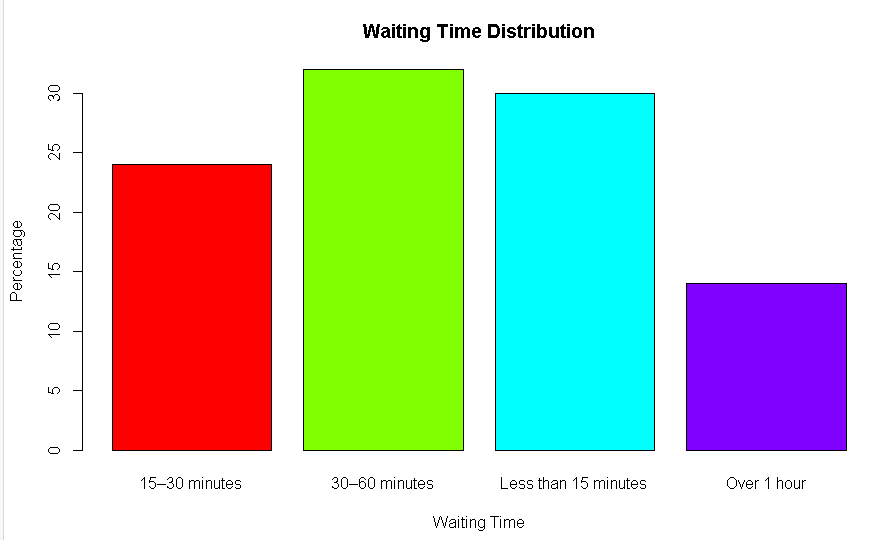 Waiting Time Distribution
Percentage
30
25
20
15
10
5
0
15–30 minutes
30–60 minutes
Less than 15 minutes
Over 1 hour
Waiting Time